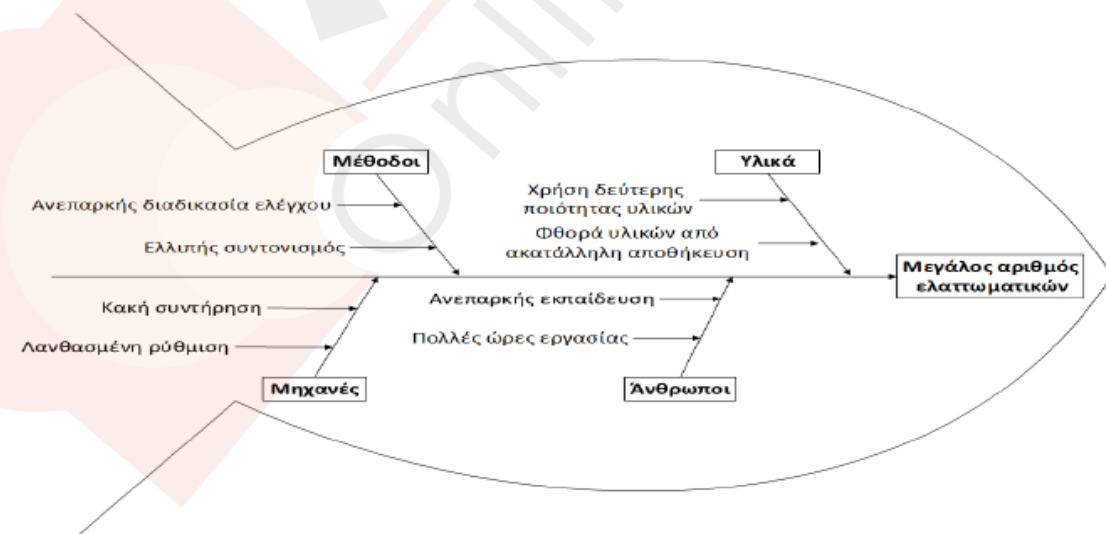 onli
Μέθοδοι
Υλικά
Ανεπαρκής διαδικασία ελέγχου
Χρήση δεύτερης
ποιότητας υλικών
Ελλιπής συντονισμός
Φθορά υλικών από
ακατάλληλη αποθήκευση
Μεγάλος αριθμός
ελαττωματικών
Κακή συντήρηση
Ανεπαρκής εκπαίδευση
Λανθασμένη ρύθμιση
Πολλές ώρες εργασίας
Μηχανές
Άνθρωποι